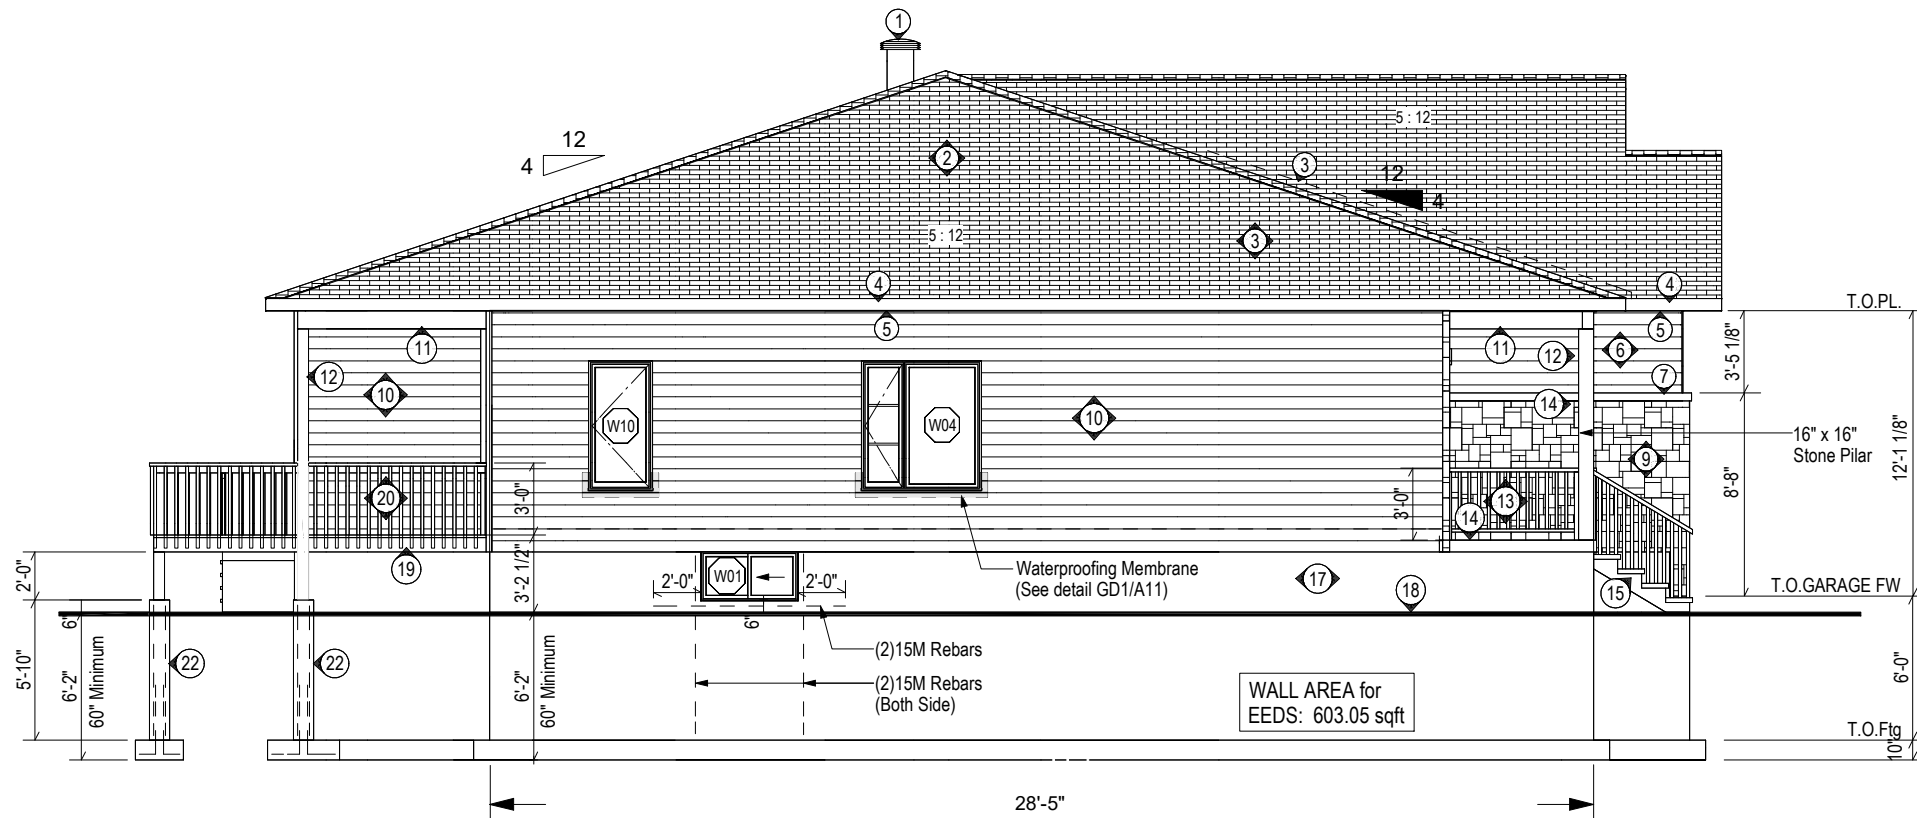 1
12
4
5 : 12
2
3
12
4
5 : 12
3
4
4
T.O.PL.
5
5
11
11
6
12
12
3'-5 1/8"
10
7
14
W10
W04
10
16" x 16"
Stone Pilar
9
12'-1 1/8"
8'-8"
20
3'-0"
3'-0"
13
14
19
2'-0"
3'-2 1/2"
2'-0"
W01
2'-0"
Waterproofing Membrane
(See detail GD1/A11)
17
18
15
T.O.GARAGE FW
6"
6"
(2)15M Rebars
22
22
5'-10"
6'-2"
60" Minimum
6'-2"
60" Minimum
(2)15M Rebars
(Both Side)
WALL AREA for
EEDS: 603.05 sqft
6'-0"
T.O.Ftg
10"
28'-5"